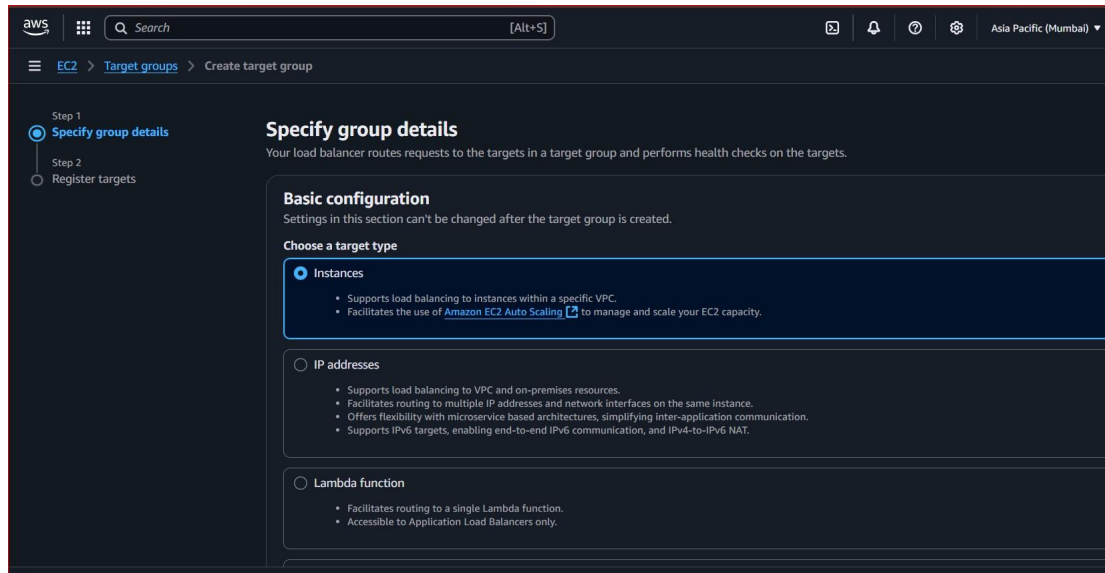 aws
Search [Alt+S]
Asia Pacific (Mumbai)
EC2 > Target groups > Create target group
Step 1
Specify group details
Step 2
Register targets
Specify group details
Your load balancer routes requests to the targets in a target group and performs health checks on the targets.
Basic configuration
Settings in this section can't be changed after the target group is created.
Choose a target type
Instances
• Supports load balancing to instances within a specific VPC.
• Facilitates the use of Amazon EC2 Auto Scaling to manage and scale your EC2 capacity.
IP addresses
• Supports load balancing to VPC and on-premises resources.
• Facilitates routing to multiple IP addresses and network interfaces on the same instance.
• Offers flexibility with microservice based architectures, simplifying inter-application communication.
• Supports IPv6 targets, enabling end-to-end IPv6 communication, and IPv4-to-IPv6 NAT.
Lambda function
• Facilitates routing to a single Lambda function.
• Accessible to Application Load Balancers only.